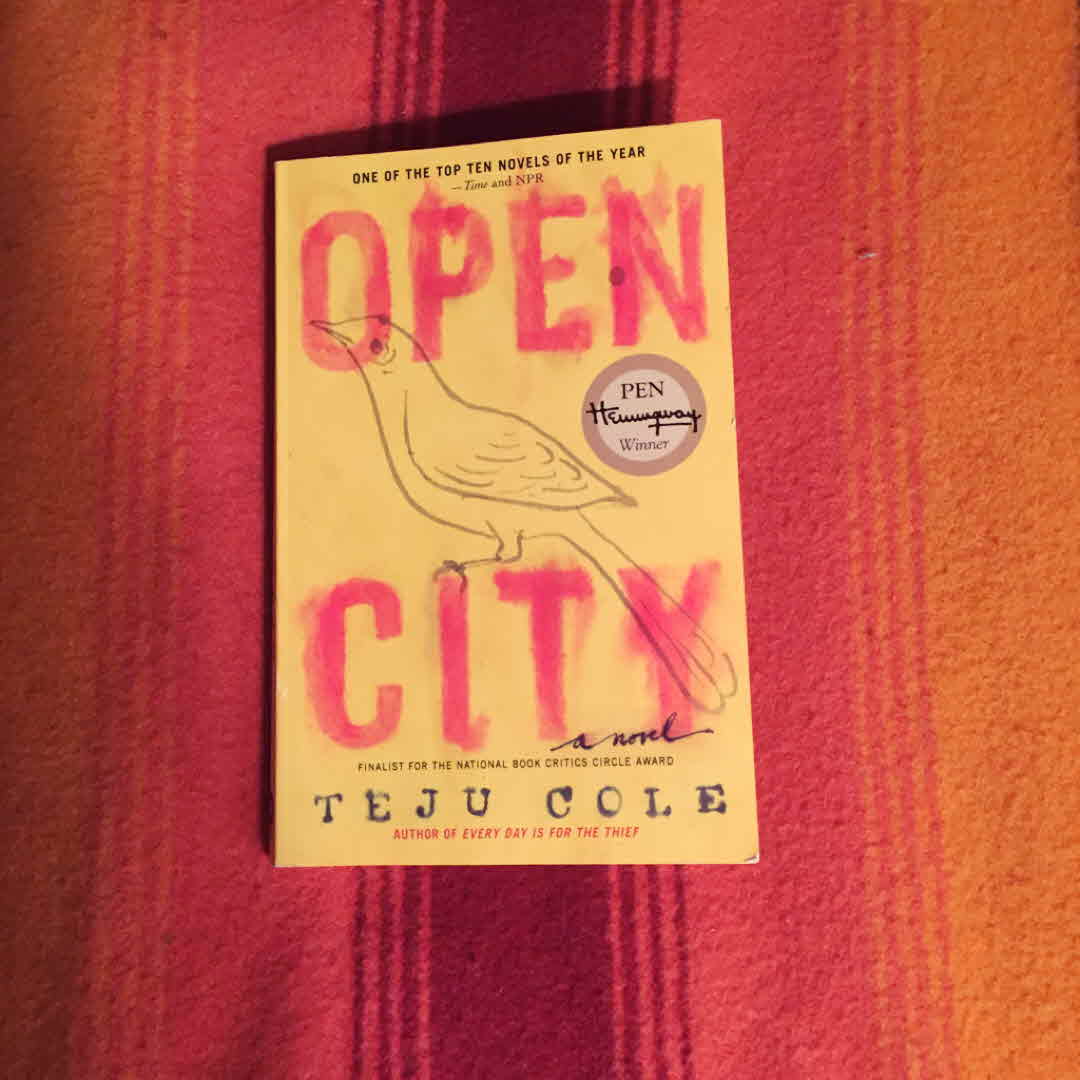 ONE OF THE TOP TEN NOVELS OF THE YEAR
—Time and NPR
OPEN
PEN
Hemingway
Winner
CITY
a novel
FINALIST FOR THE NATIONAL BOOK CRITICS CIRCLE AWARD
TEJU COLE
AUTHOR OF EVERY DAY IS FOR THE THIEF